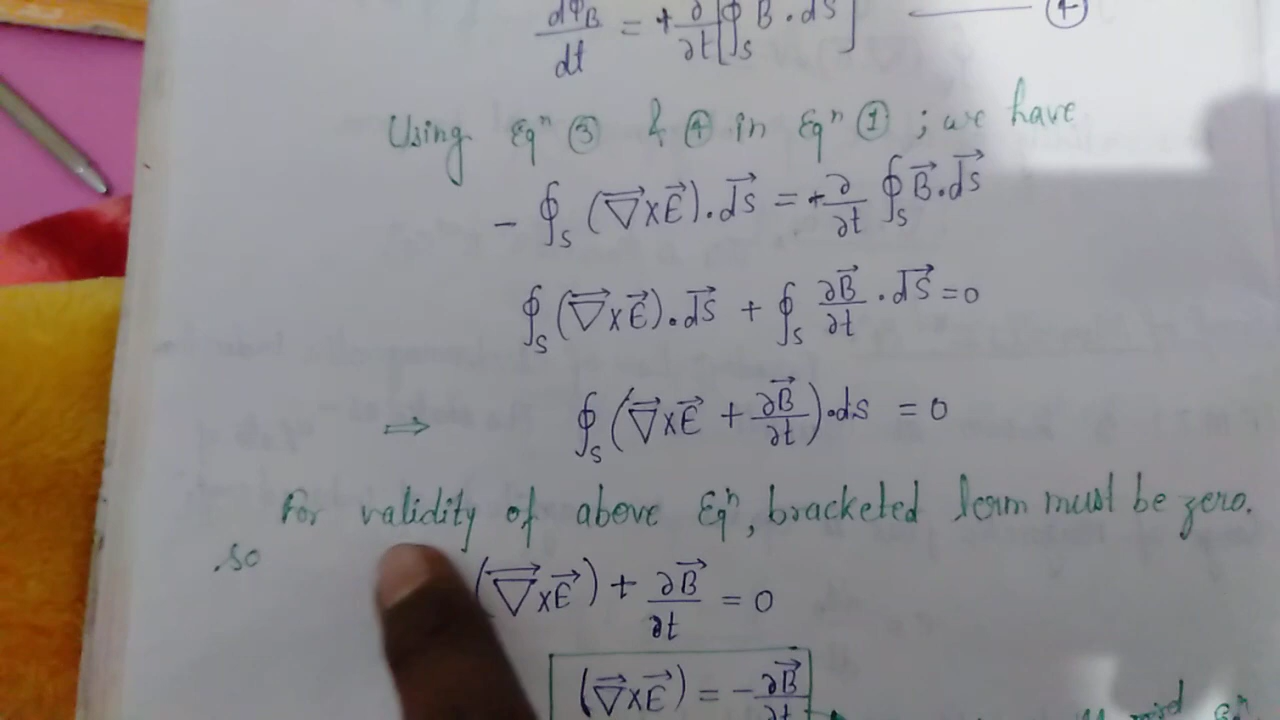 dΦB/dt = +∂/∂t[∮S B · dS] —— ④
Using Eqⁿ ③ & ④ in Eqⁿ ① ; we have
− ∮S (∇⃗×E⃗).dS⃗ = +∂/∂t ∮S B⃗.dS⃗
∮S (∇⃗×E⃗).dS⃗ + ∮S ∂B⃗/∂t · dS⃗ = 0
⇒ ∮S (∇⃗×E⃗ + ∂B⃗/∂t)·ds = 0
For validity of above Eqⁿ, bracketed term must be zero.
so
(∇⃗×E⃗) + ∂B⃗/∂t = 0
(∇⃗×E⃗) = −∂B⃗/∂t